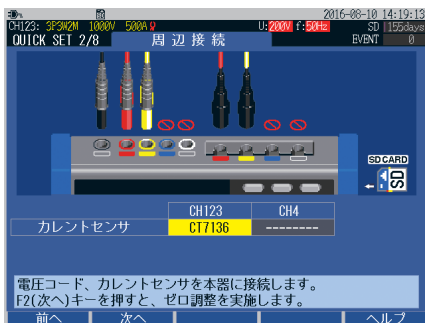 2016-08-10 14:19:13
CH123: 3P3W2M 1000V 500A U:200V f:50Hz SD 155days
QUICK SET 2/8 周辺接続 EVENT 0
SD CARD
SD
CH123 CH4
カレントセンサ CT7136 --------
電圧コード、カレントセンサを本器に接続します。
F2(次へ)キーを押すと、ゼロ調整を実施します。
前へ 次へ ヘルプ